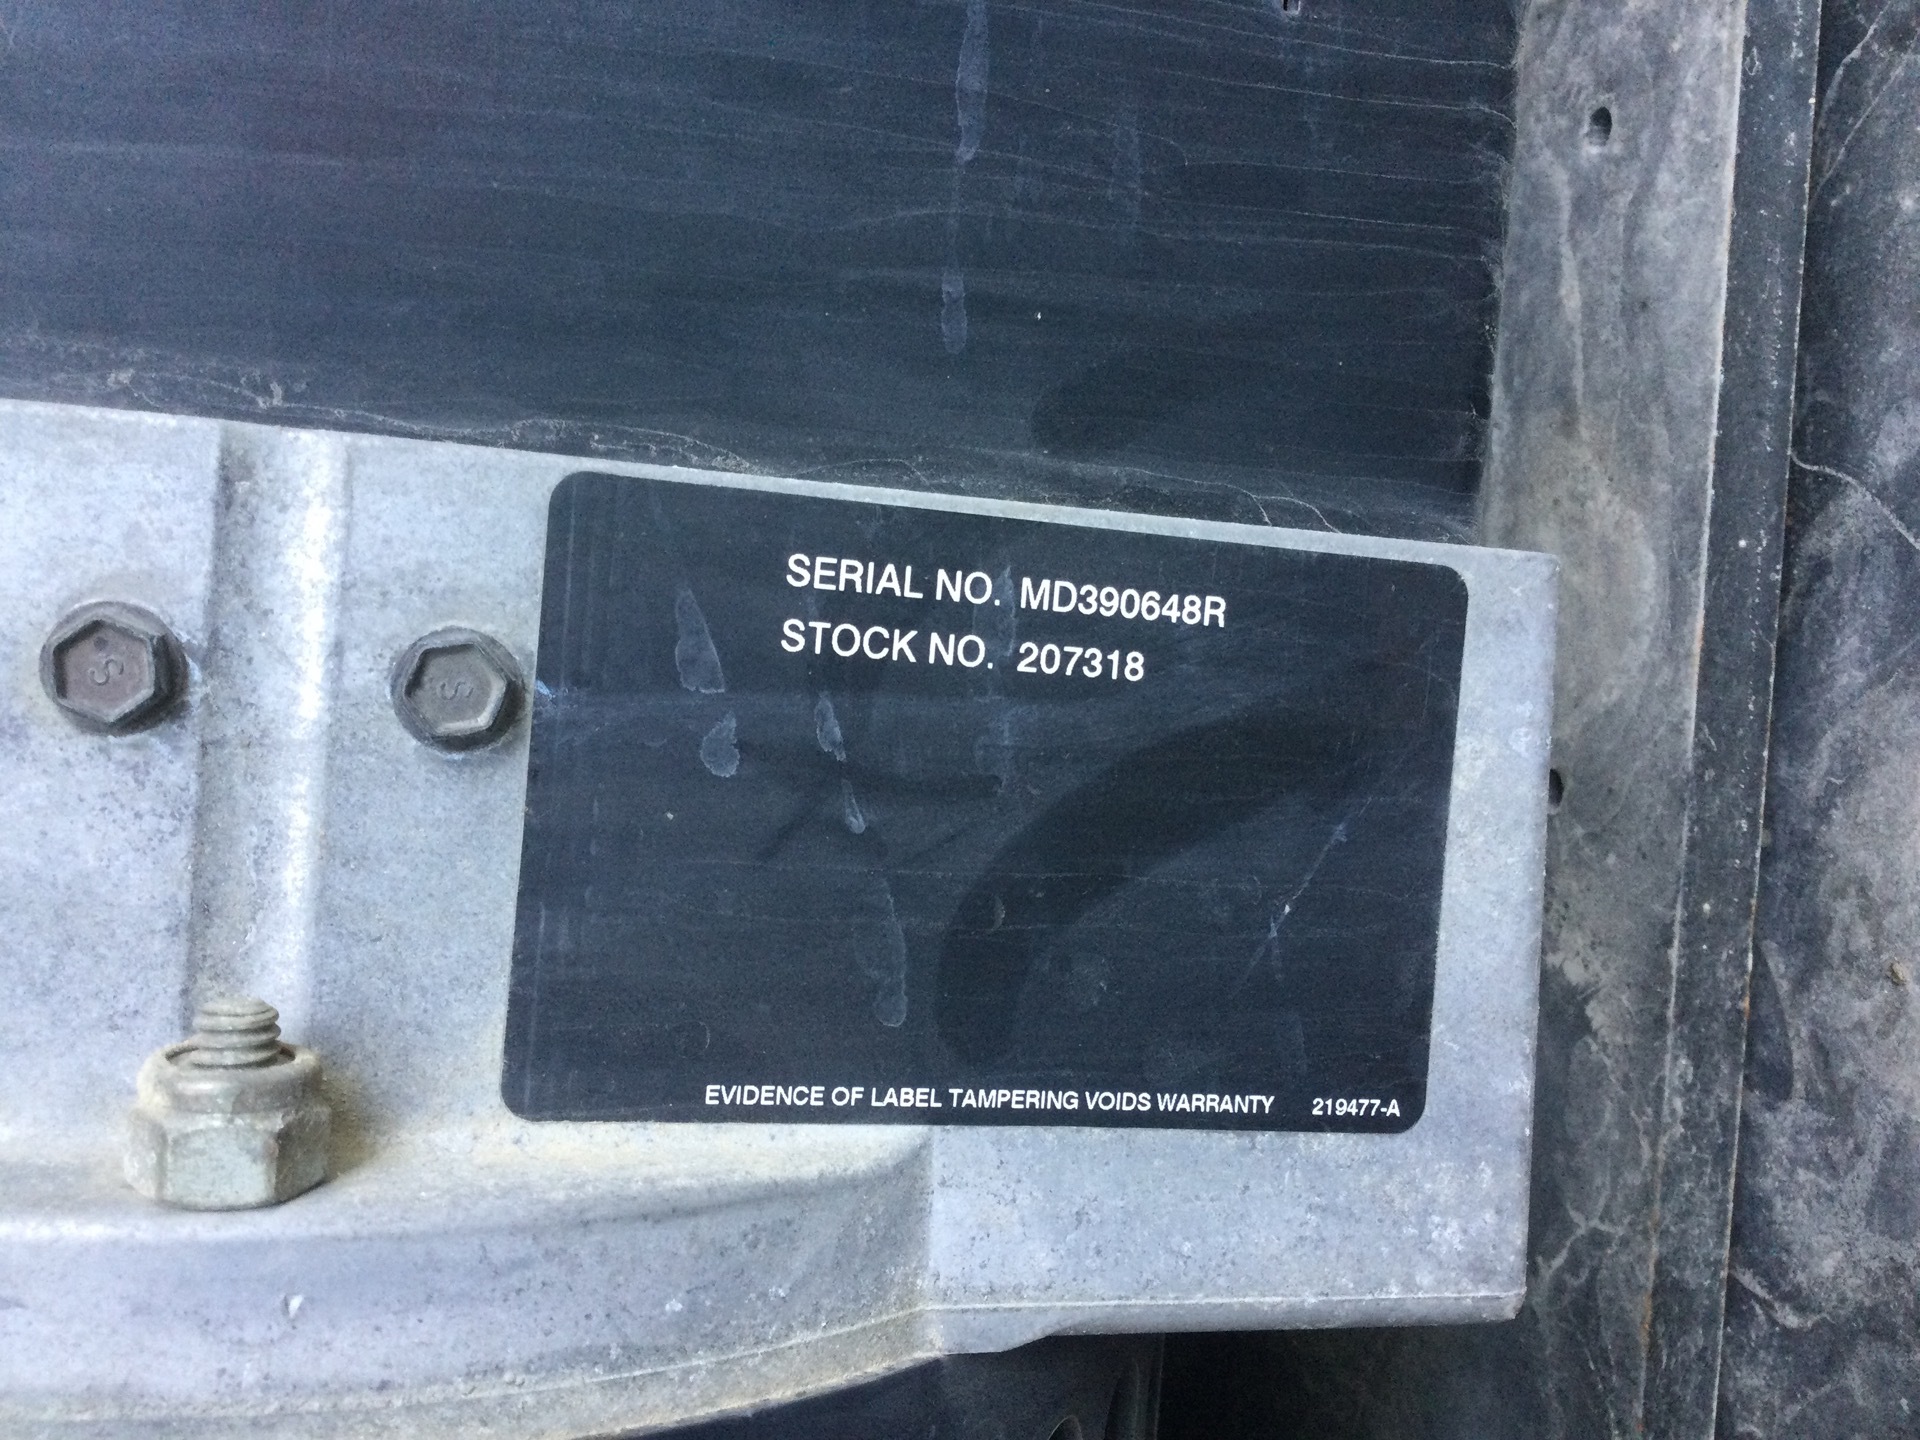 SERIAL NO. MD390648R
STOCK NO. 207318
EVIDENCE OF LABEL TAMPERING VOIDS WARRANTY 219477-A
S
S